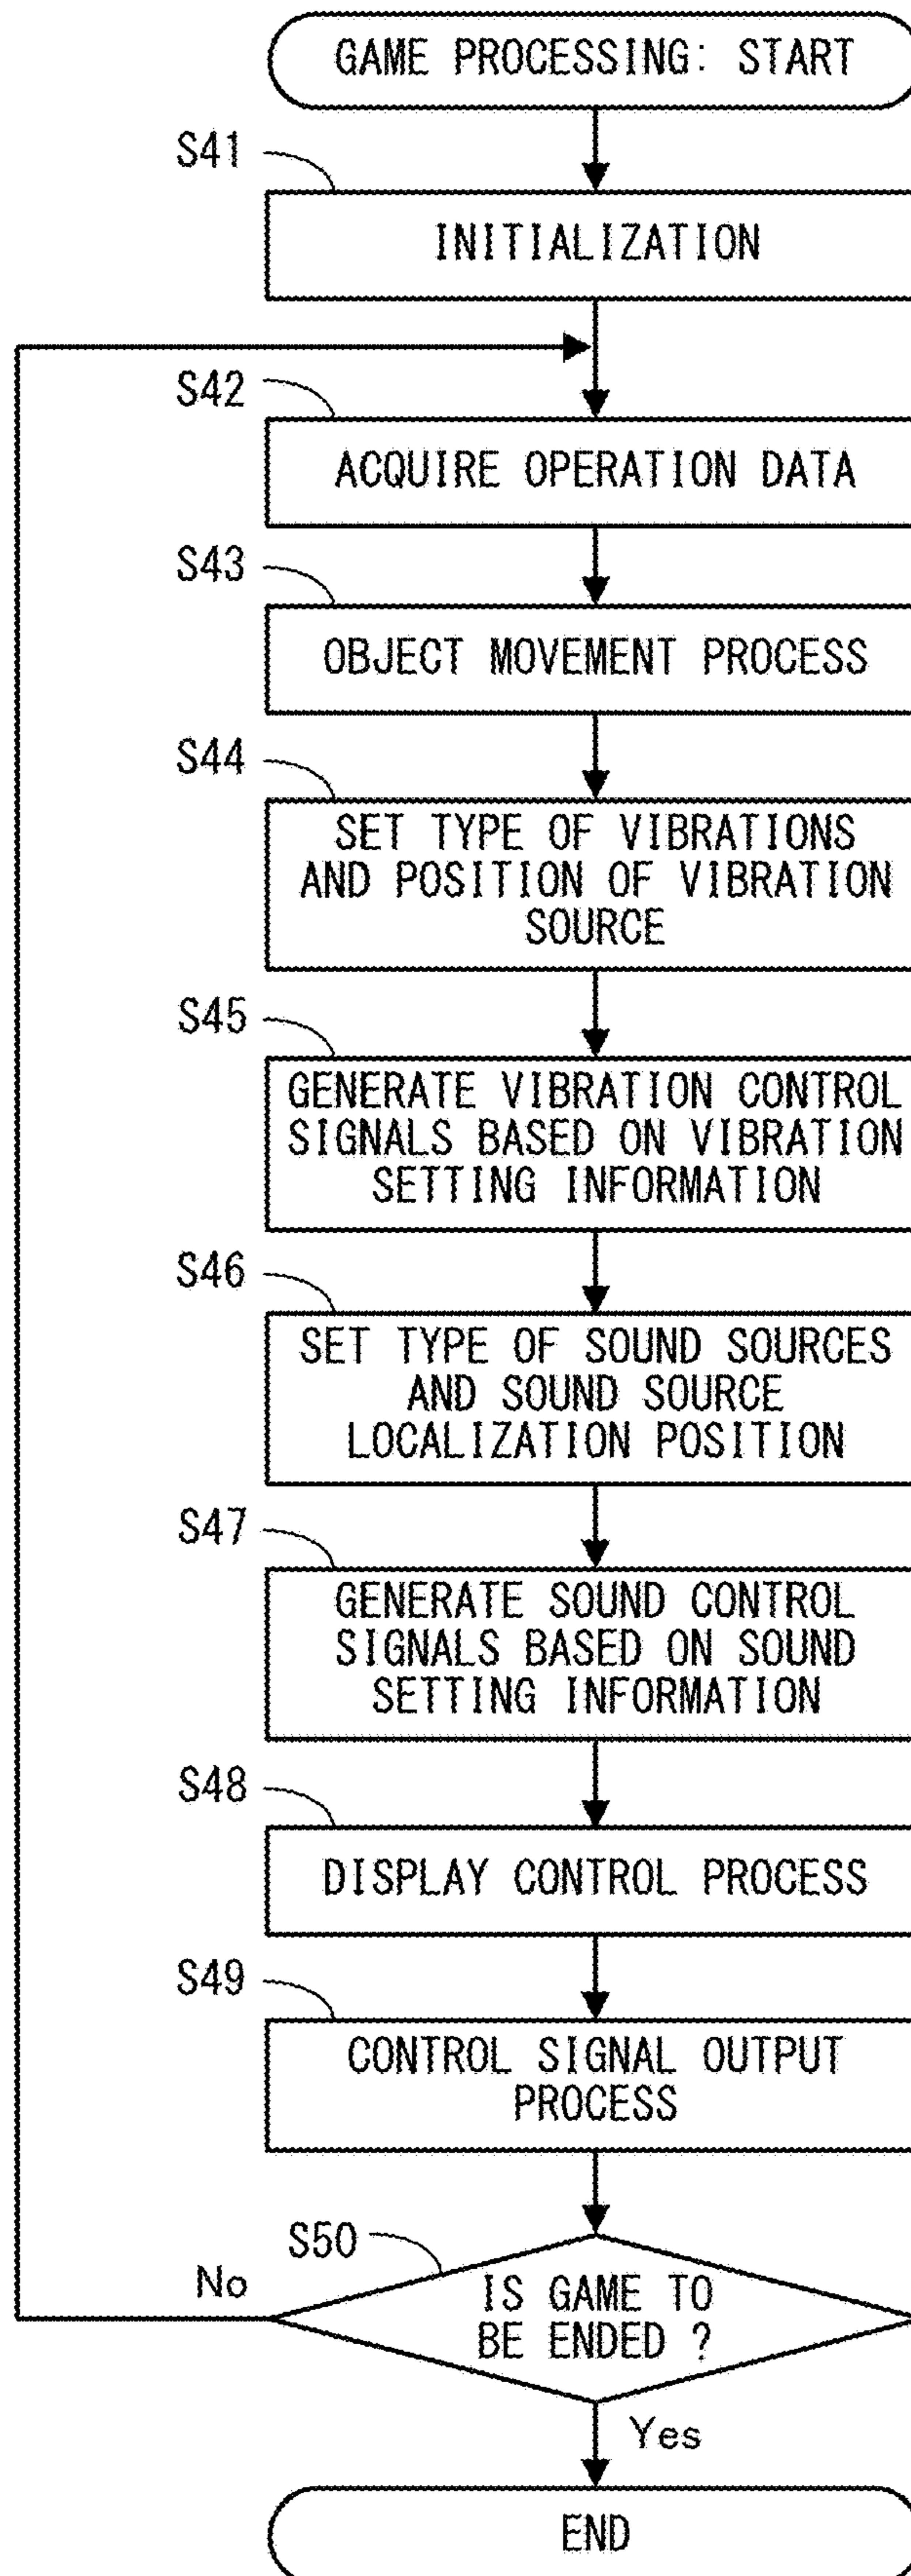 GAME PROCESSING: START
S41
INITIALIZATION
S42
ACQUIRE OPERATION DATA
S43
OBJECT MOVEMENT PROCESS
S44
SET TYPE OF VIBRATIONS
AND POSITION OF VIBRATION
SOURCE
S45
GENERATE VIBRATION CONTROL
SIGNALS BASED ON VIBRATION
SETTING INFORMATION
S46
SET TYPE OF SOUND SOURCES
AND SOUND SOURCE
LOCALIZATION POSITION
S47
GENERATE SOUND CONTROL
SIGNALS BASED ON SOUND
SETTING INFORMATION
S48
DISPLAY CONTROL PROCESS
S49
CONTROL SIGNAL OUTPUT
PROCESS
S50
No
IS GAME TO
BE ENDED ?
Yes
END